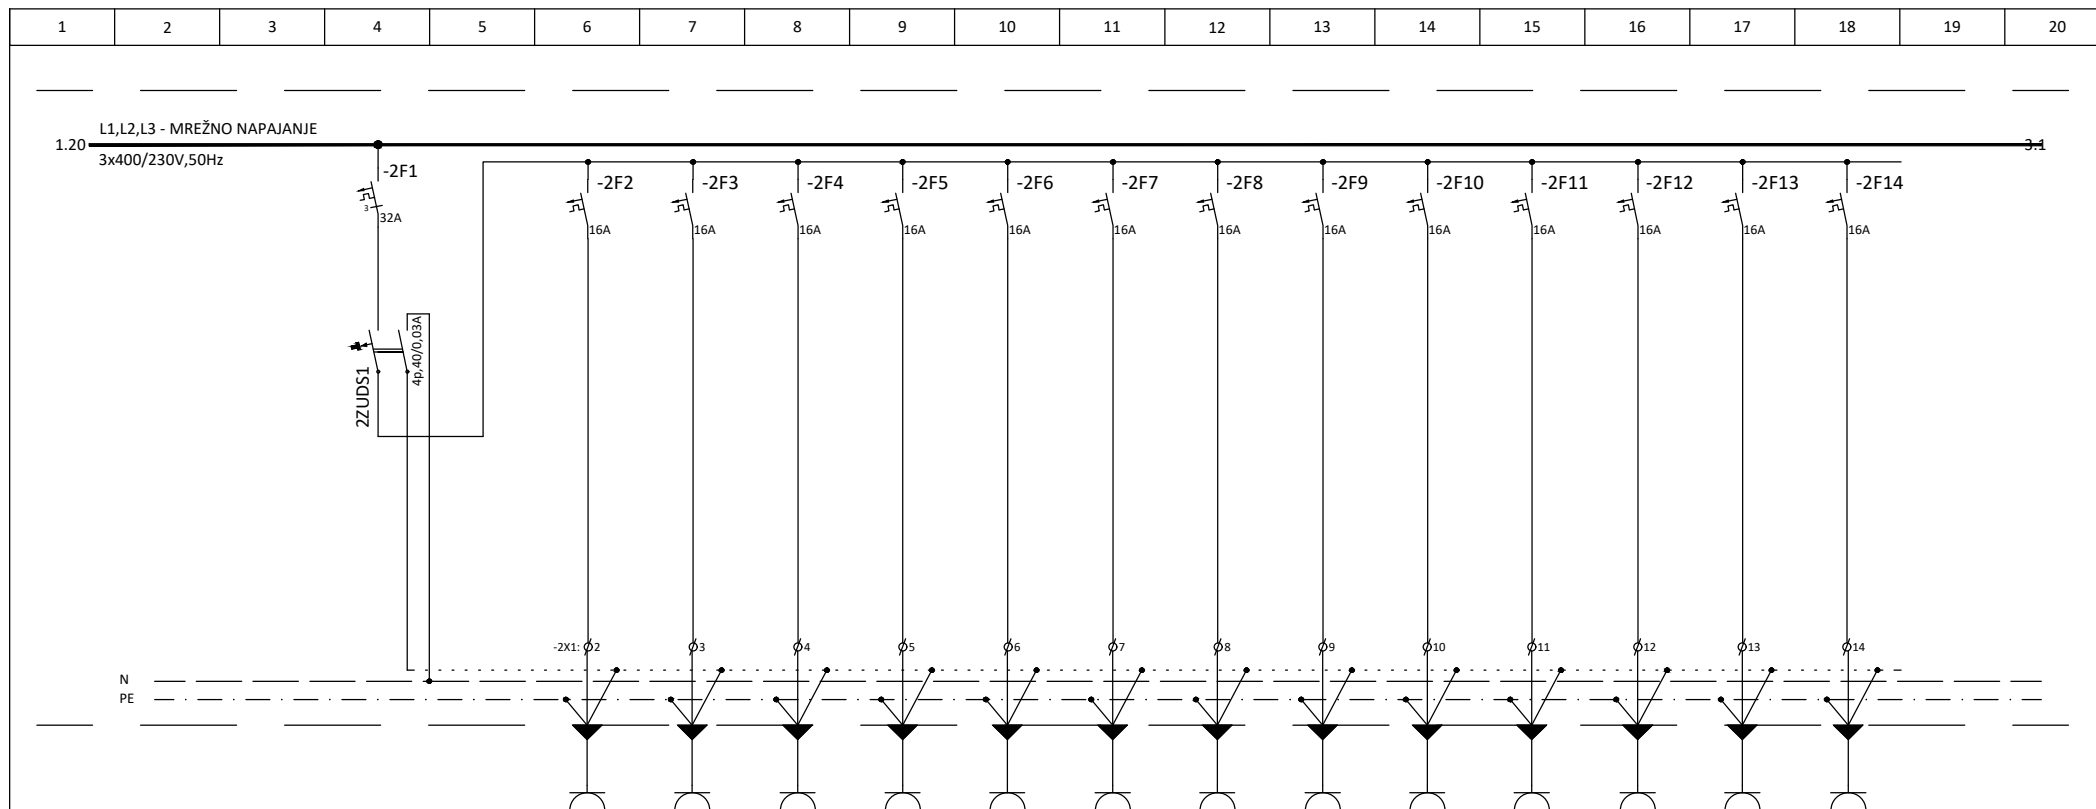 1 2 3 4 5 6 7 8 9 10 11 12 13 14 15 16 17 18 19 20
L1,L2,L3 - MREŽNO NAPAJANJE
1.20 3.1
3x400/230V,50Hz
-2F1 -2F2 -2F3 -2F4 -2F5 -2F6 -2F7 -2F8 -2F9 -2F10 -2F11 -2F12 -2F13 -2F14
3
32A 16A 16A 16A 16A 16A 16A 16A 16A 16A 16A 16A 16A 16A
2ZUDS1
4p,40/0,03A
-2X1: 2 3 4 5 6 7 8 9 10 11 12 13 14
N
PE